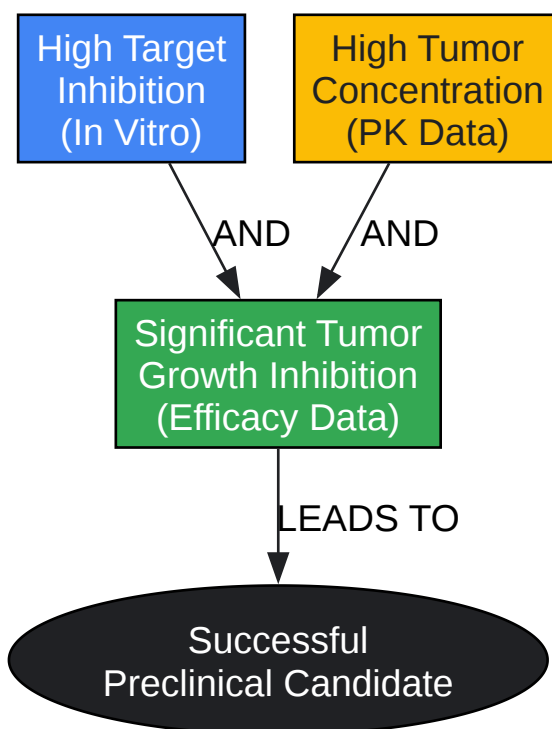 High Target
Inhibition
(In Vitro)
High Tumor
Concentration
(PK Data)
AND
AND
Significant Tumor
Growth Inhibition
(Efficacy Data)
LEADS TO
Successful
Preclinical Candidate